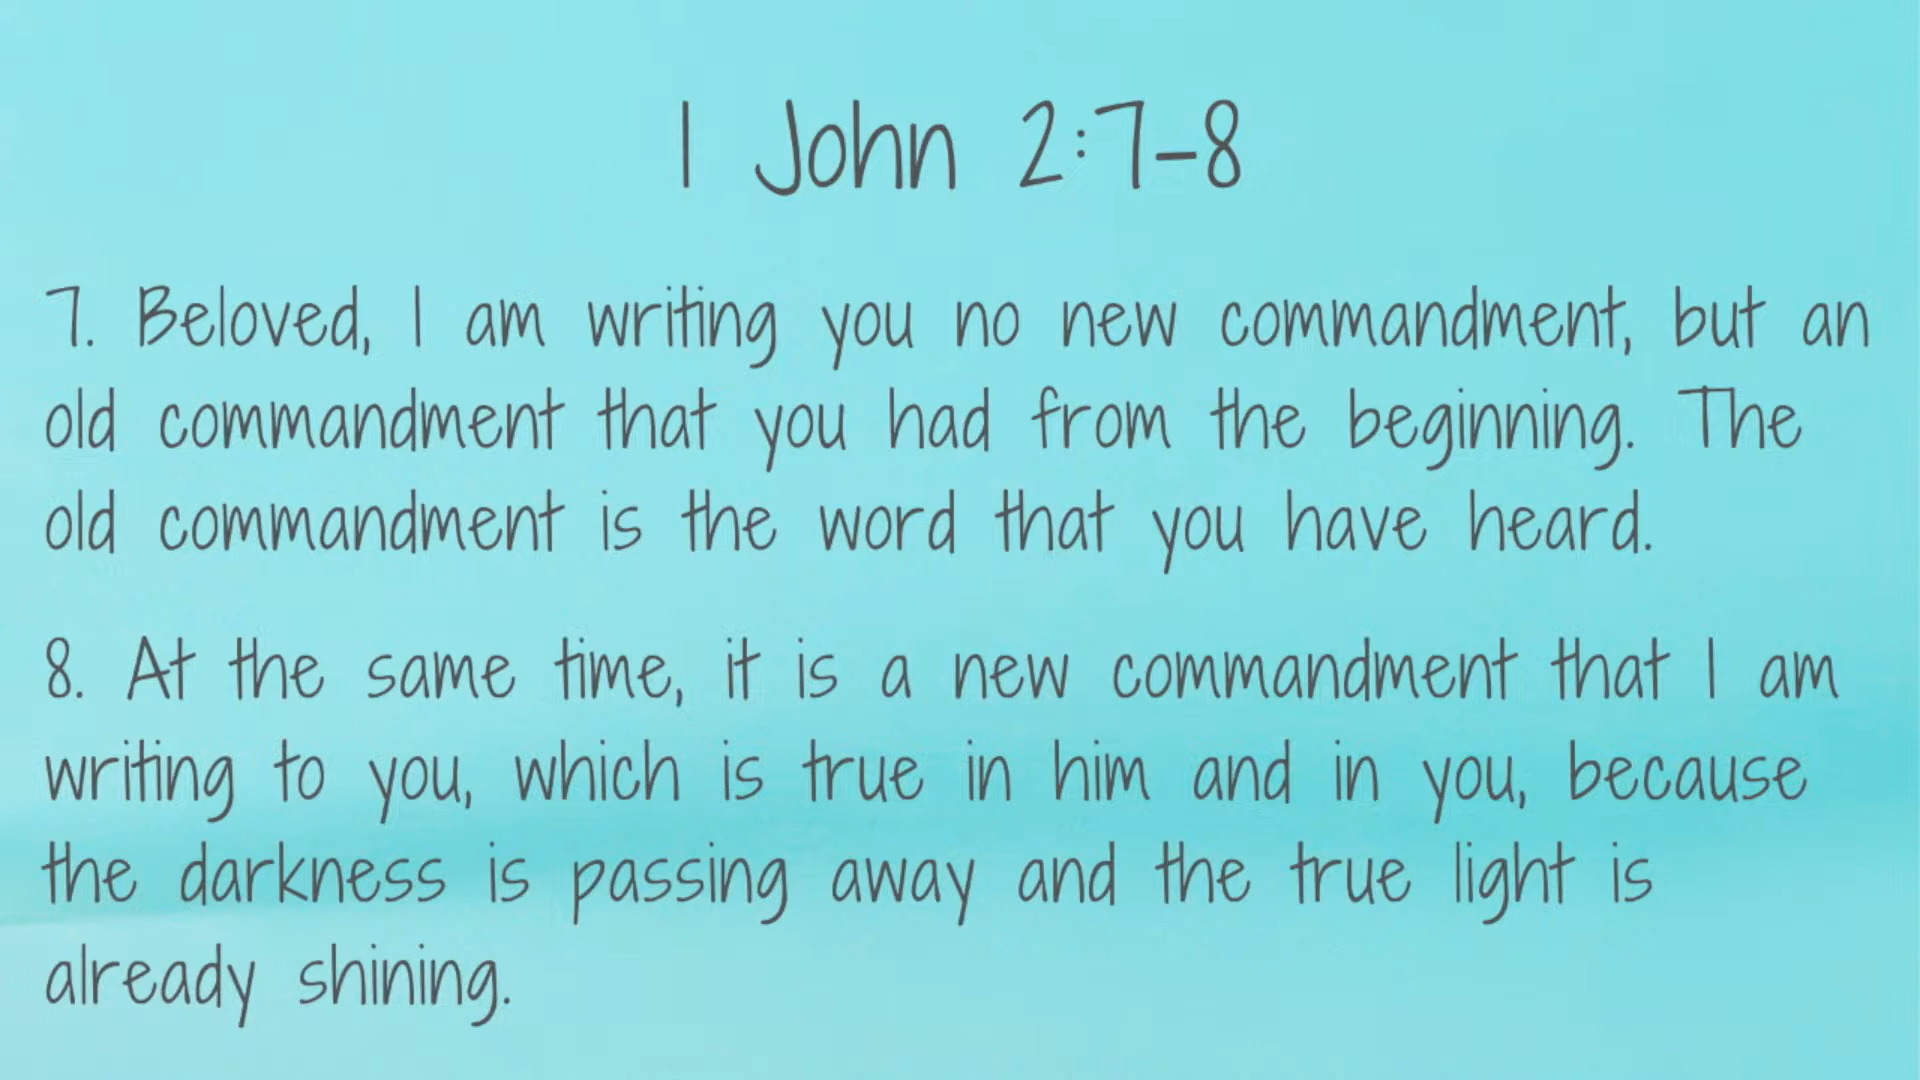 1 John 2:7-8
7. Beloved, I am writing you no new commandment, but an
old commandment that you had from the beginning. The
old commandment is the word that you have heard.
8. At the same time, it is a new commandment that I am
writing to you, which is true in him and in you, because
the darkness is passing away and the true light is
already shining.